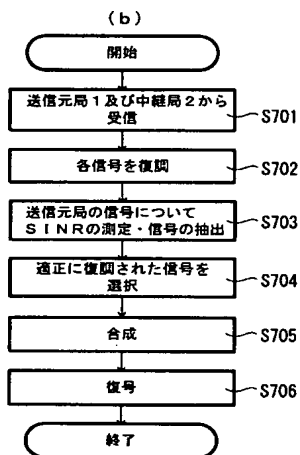 (b)
開始
送信元局1及び中継局2から
受信
S701
各信号を復調
S702
送信元局の信号について
SINRの測定・信号の抽出
S703
適正に復調された信号を
選択
S704
合成
S705
復号
S706
終了